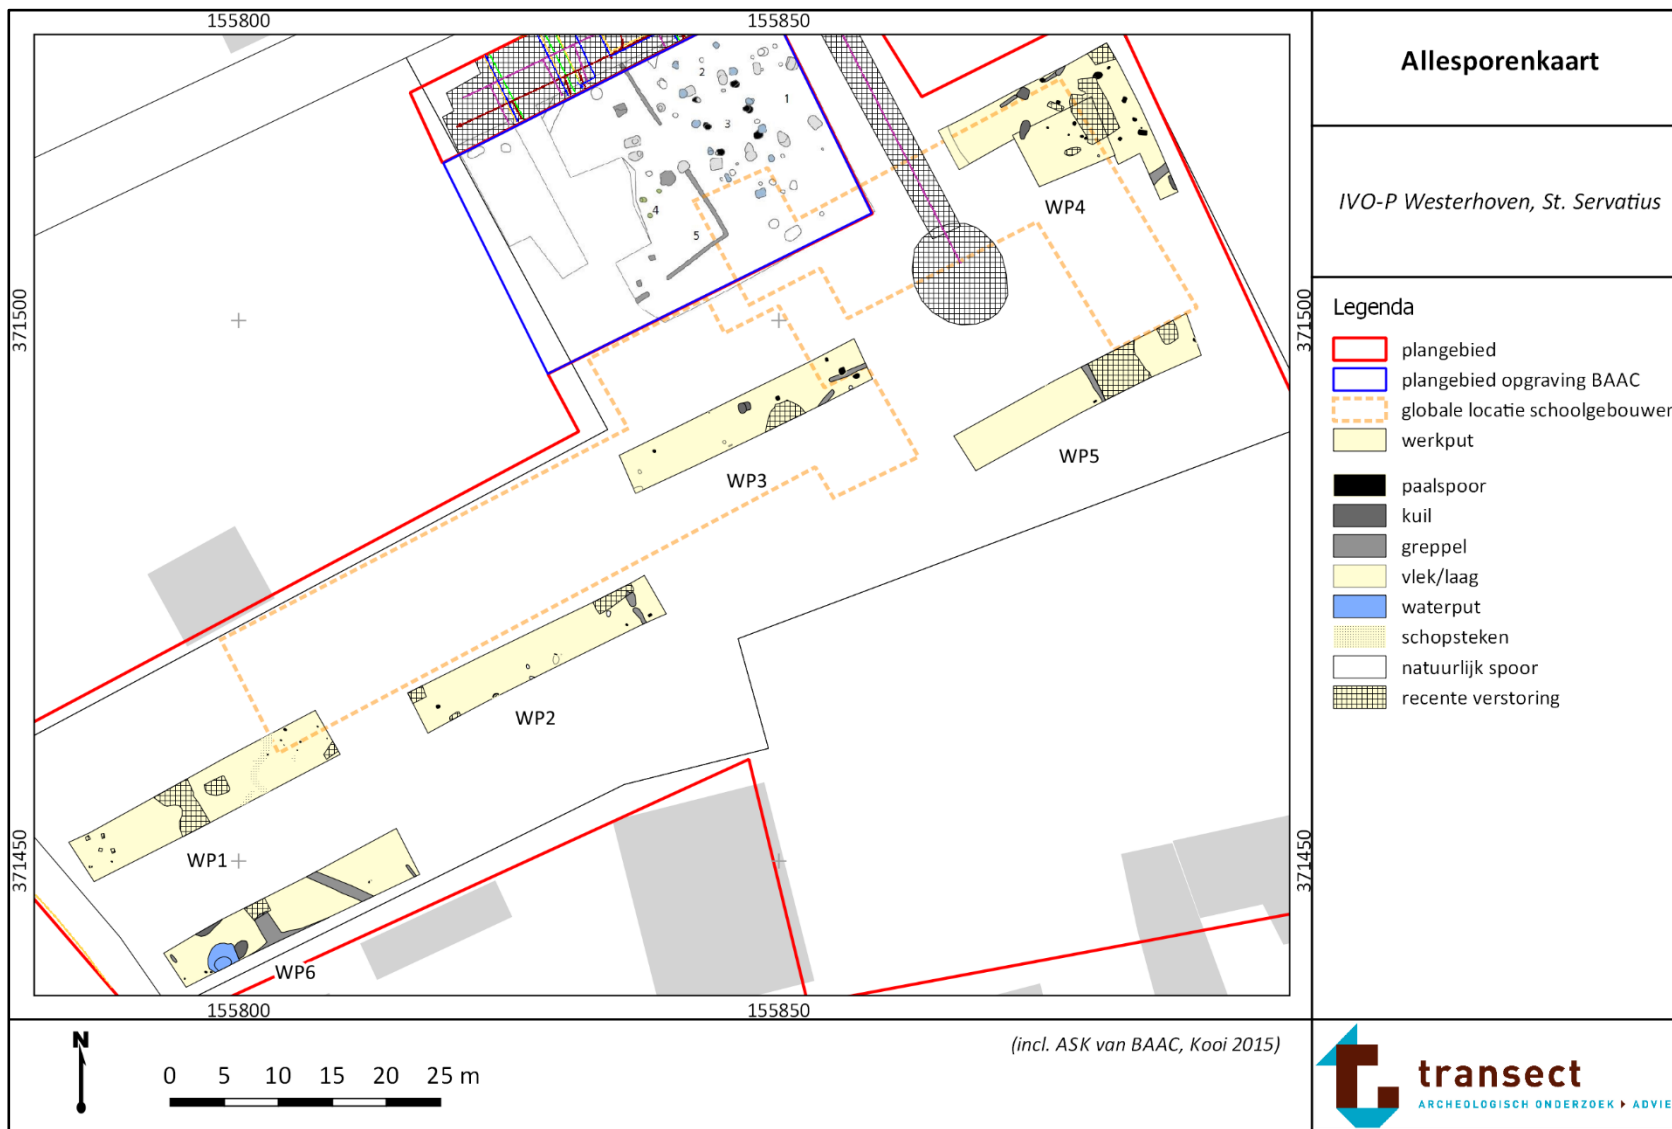 155800
155850
371500
371450
1
2
3
4
5
WP4
WP3
WP5
WP2
WP1
WP6
371500
371450
155800
155850
N
0 5 10 15 20 25 m
(incl. ASK van BAAC, Kooi 2015)
Allesporenkaart
IVO-P Westerhoven, St. Servatius
Legenda
plangebied
plangebied opgraving BAAC
globale locatie schoolgebouwer
werkput
paalspoor
kuil
greppel
vlek/laag
waterput
schopsteken
natuurlijk spoor
recente verstoring
transect
ARCHEOLOGISCH ONDERZOEK ADVIE